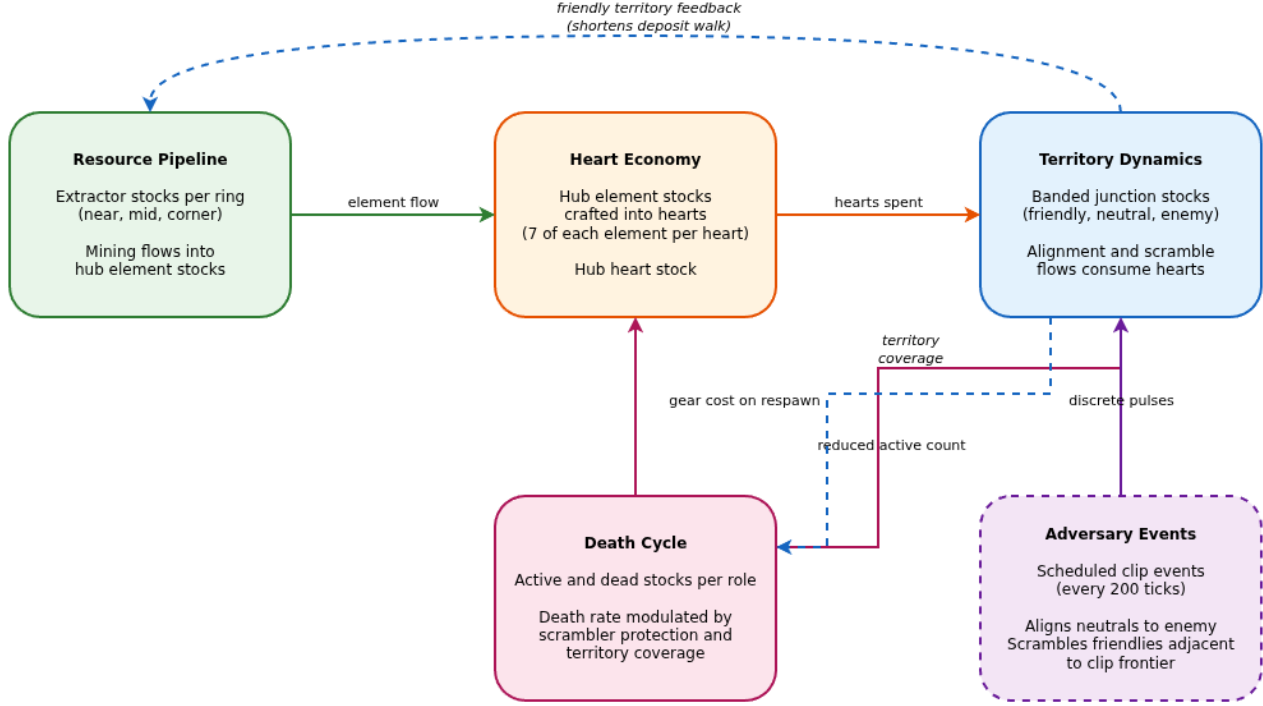 friendly territory feedback
(shortens deposit walk)
Resource Pipeline
Extractor stocks per ring
(near, mid, corner)
Mining flows into
hub element stocks
element flow
Heart Economy
Hub element stocks
crafted into hearts
(7 of each element per heart)
Hub heart stock
hearts spent
Territory Dynamics
Banded junction stocks
(friendly, neutral, enemy)
Alignment and scramble
flows consume hearts
territory
coverage
gear cost on respawn
discrete pulses
reduced active count
Death Cycle
Active and dead stocks per role
Death rate modulated by
scrambler protection and
territory coverage
Adversary Events
Scheduled clip events
(every 200 ticks)
Aligns neutrals to enemy
Scrambles friendlies adjacent
to clip frontier